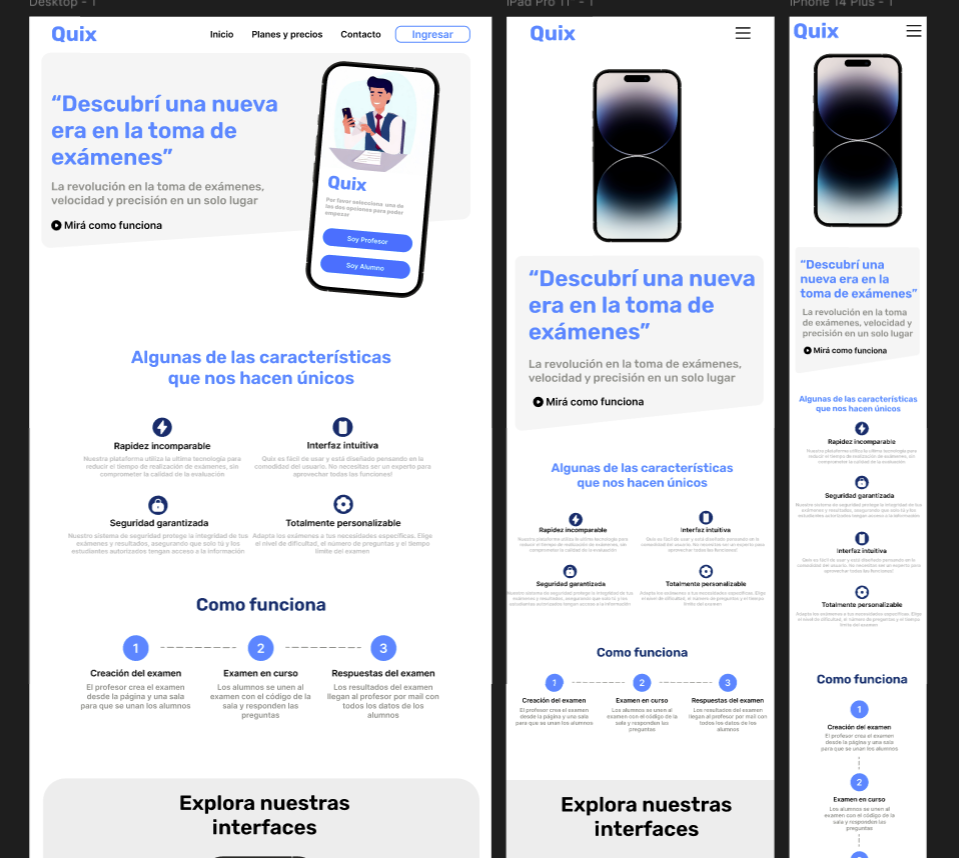 Desktop - 1
Quix
Inicio
Planes y precios
Contacto
Ingresar
“Descubrí una nueva
era en la toma de
exámenes”
La revolución en la toma de exámenes,
velocidad y precisión en un solo lugar
Mirá como funciona
Quix
Por favor selecciona una de
las dos opciones para poder
empezar
Soy Profesor
Soy Alumno
Algunas de las características
que nos hacen únicos
Rapidez incomparable
Nuestra plataforma utiliza la ultima tecnología para
reducir el tiempo de realización de exámenes, sin
comprometer la calidad de la evaluación
Interfaz intuitiva
Quix es fácil de usar y está diseñado pensando en la
comodidad del usuario. No necesitas ser un experto para
aprovechar todas las funciones!
Seguridad garantizada
Nuestro sistema de seguridad protege la integridad de tus
exámenes y resultados, asegurando que solo tú y los
estudiantes autorizados tengan acceso a la información
Totalmente personalizable
Adapta los exámenes a tus necesidades específicas. Elige
el nivel de dificultad, el número de preguntas y el tiempo
límite del examen
Como funciona
1
2
3
Creación del examen
El profesor crea el examen
desde la página y una sala
para que se unan los alumnos
Examen en curso
Los alumnos se unen al
examen con el código de la
sala y responden las
preguntas
Respuestas del examen
Los resultados del examen
llegan al profesor por mail con
todos los datos de los
alumnos
Explora nuestras
interfaces
iPad Pro 11" - 1
Quix
“Descubrí una nueva
era en la toma de
exámenes”
La revolución en la toma de exámenes,
velocidad y precisión en un solo lugar
Mirá como funciona
Algunas de las características
que nos hacen únicos
Rapidez incomparable
Nuestra plataforma utiliza la ultima tecnología para
reducir el tiempo de realización de exámenes, sin
comprometer la calidad de la evaluación
Interfaz intuitiva
Quix es fácil de usar y está diseñado pensando en la
comodidad del usuario. No necesitas ser un experto para
aprovechar todas las funciones!
Seguridad garantizada
Nuestro sistema de seguridad protege la integridad de tus
exámenes y resultados, asegurando que solo tú y los
estudiantes autorizados tengan acceso a la información
Totalmente personalizable
Adapta los exámenes a tus necesidades específicas. Elige
el nivel de dificultad, el número de preguntas y el tiempo
límite del examen
Como funciona
1
2
3
Creación del examen
El profesor crea el examen
desde la página y una sala
para que se unan los alumnos
Examen en curso
Los alumnos se unen al
examen con el código de la
sala y responden las
preguntas
Respuestas del examen
Los resultados del examen
llegan al profesor por mail con
todos los datos de los
alumnos
Explora nuestras
interfaces
iPhone 14 Plus - 1
Quix
“Descubrí una
nueva era en la
toma de exámenes”
La revolución en la toma
de exámenes, velocidad y
precisión en un solo lugar
Mirá como funciona
Algunas de las características
que nos hacen únicos
Rapidez incomparable
Nuestra plataforma utiliza la ultima tecnología para
reducir el tiempo de realización de exámenes, sin
comprometer la calidad de la evaluación
Seguridad garantizada
Nuestro sistema de seguridad protege la integridad de tus
exámenes y resultados, asegurando que solo tú y los
estudiantes autorizados tengan acceso a la información
Interfaz intuitiva
Quix es fácil de usar y está diseñado pensando en la
comodidad del usuario. No necesitas ser un experto para
aprovechar todas las funciones!
Totalmente personalizable
Adapta los exámenes a tus necesidades específicas. Elige
el nivel de dificultad, el número de preguntas y el tiempo
límite del examen
Como funciona
1
Creación del examen
El profesor crea el examen
desde la página y una sala
para que se unan los alumnos
2
Examen en curso
Los alumnos se unen al
examen con el código de la
sala y responden las
preguntas